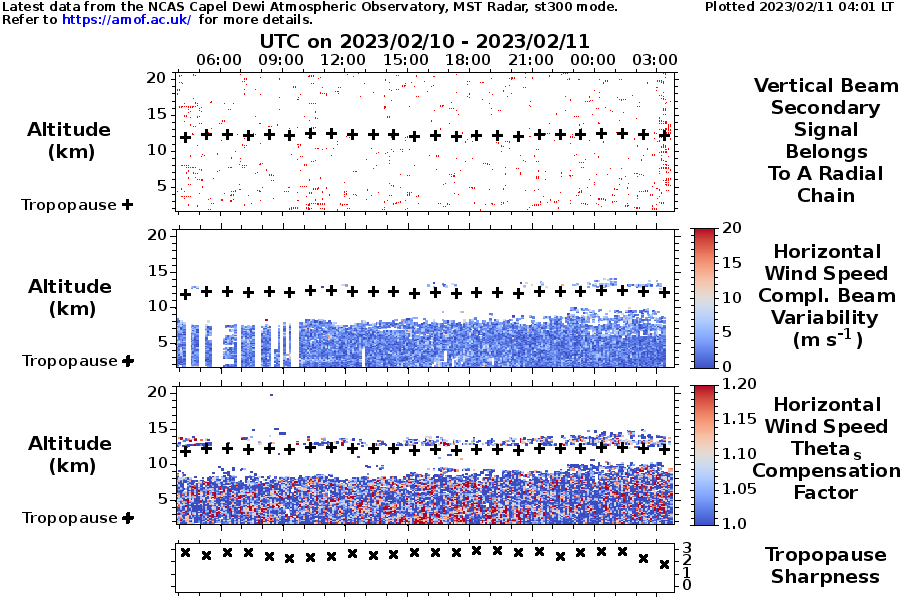 Latest data from the NCAS Capel Dewi Atmospheric Observatory, MST Radar, st300 mode.
Plotted 2023/02/11 04:01 LT
Refer to https://amof.ac.uk/ for more details.
UTC on 2023/02/10 - 2023/02/11
06:00 09:00 12:00 15:00 18:00 21:00 00:00 03:00
20
15
10
5
Altitude
(km)
Tropopause +
Vertical Beam
Secondary
Signal
Belongs
To A Radial
Chain
20
15
10
5
Altitude
(km)
Tropopause +
20
15
10
5
0
Horizontal
Wind Speed
Compl. Beam
Variability
(m s-1)
20
15
10
5
Altitude
(km)
Tropopause +
1.20
1.15
1.10
1.05
1.0
Horizontal
Wind Speed
Theta s
Compensation
Factor
3
2
1
0
Tropopause
Sharpness